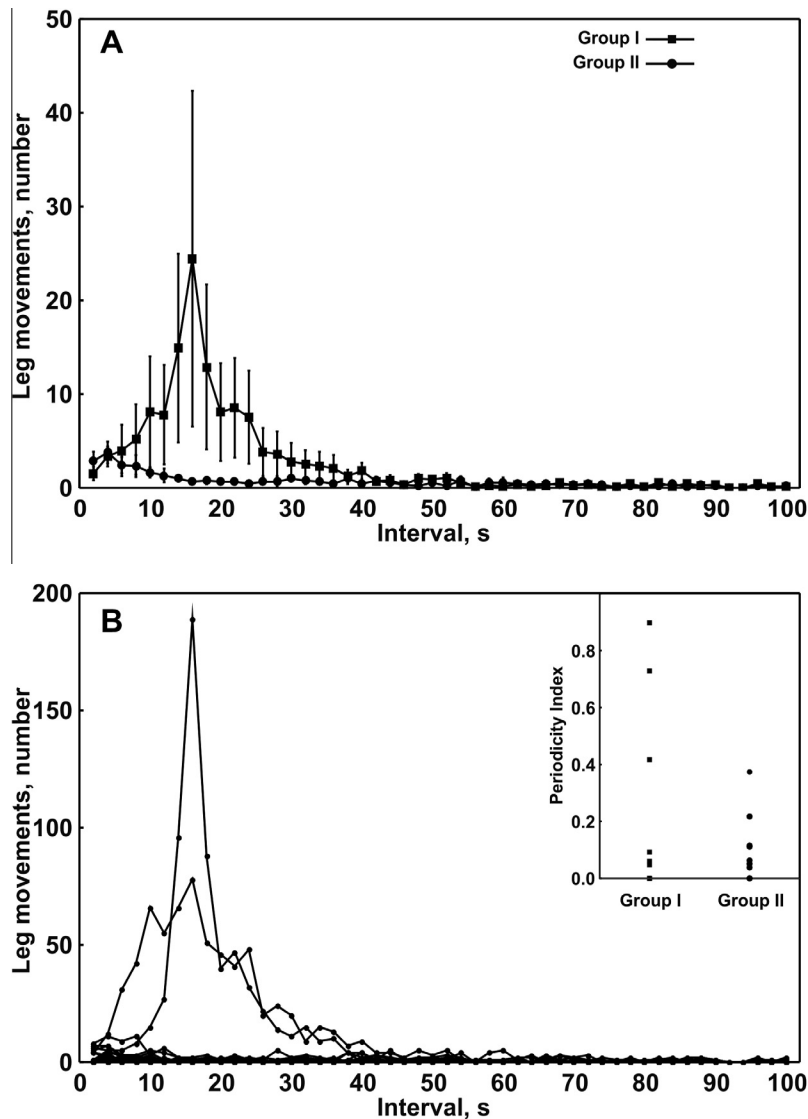 A
Group I
Group II
50
40
30
20
10
0
Leg movements, number
0 10 20 30 40 50 60 70 80 90 100
Interval, s
B
200
150
100
50
0
Leg movements, number
0 10 20 30 40 50 60 70 80 90 100
Interval, s
0.8
0.6
0.4
0.2
0.0
Periodicity Index
Group I Group II